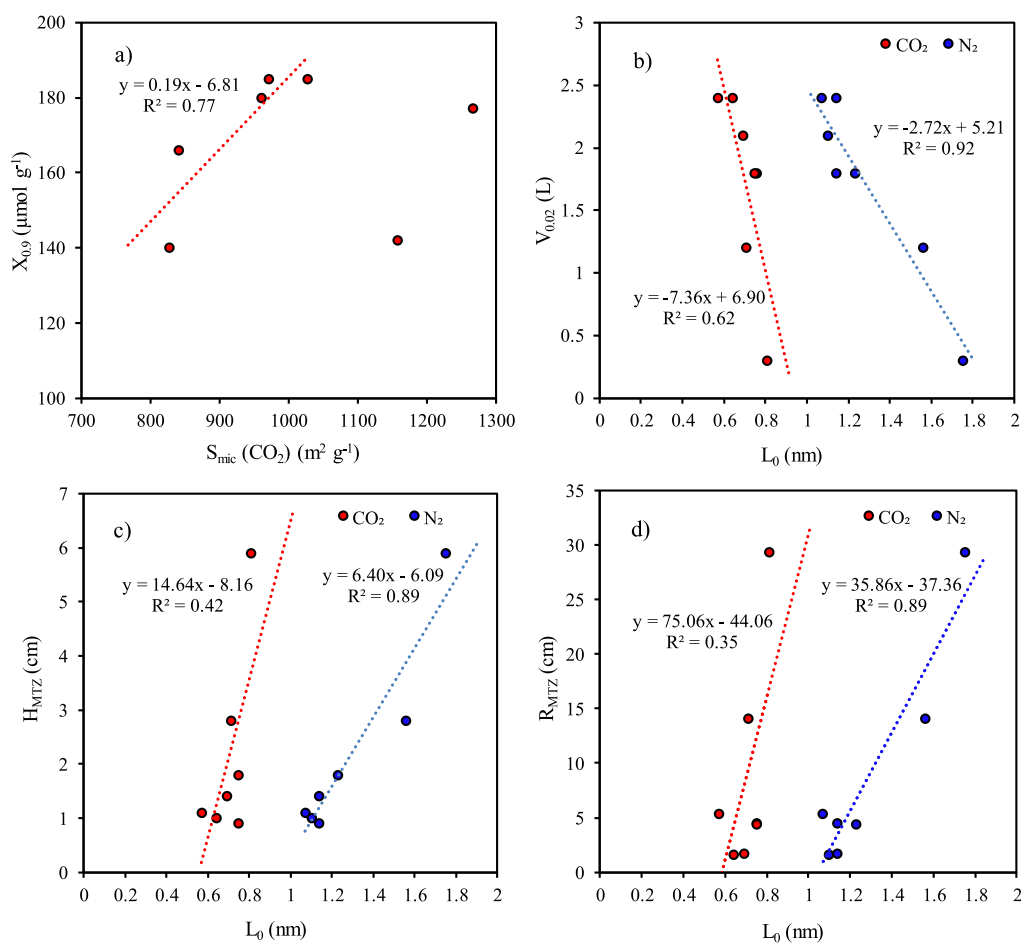 a)
y = 0.19x - 6.81
R² = 0.77
X₀.₉ (µmol g⁻¹)
200
180
160
140
120
100
700 800 900 1000 1100 1200 1300
Sₘᵢ꜀ (CO₂) (m² g⁻¹)
b)
CO₂ N₂
y = -2.72x + 5.21
R² = 0.92
y = -7.36x + 6.90
R² = 0.62
V₀.₀₂ (L)
3
2.5
2
1.5
1
0.5
0
0 0.2 0.4 0.6 0.8 1 1.2 1.4 1.6 1.8 2
L₀ (nm)
c)
CO₂ N₂
y = 14.64x - 8.16
R² = 0.42
y = 6.40x - 6.09
R² = 0.89
H_MTZ (cm)
7
6
5
4
3
2
1
0
0 0.2 0.4 0.6 0.8 1 1.2 1.4 1.6 1.8 2
L₀ (nm)
d)
CO₂ N₂
y = 35.86x - 37.36
R² = 0.89
y = 75.06x - 44.06
R² = 0.35
R_MTZ (cm)
35
30
25
20
15
10
5
0
0 0.2 0.4 0.6 0.8 1 1.2 1.4 1.6 1.8 2
L₀ (nm)